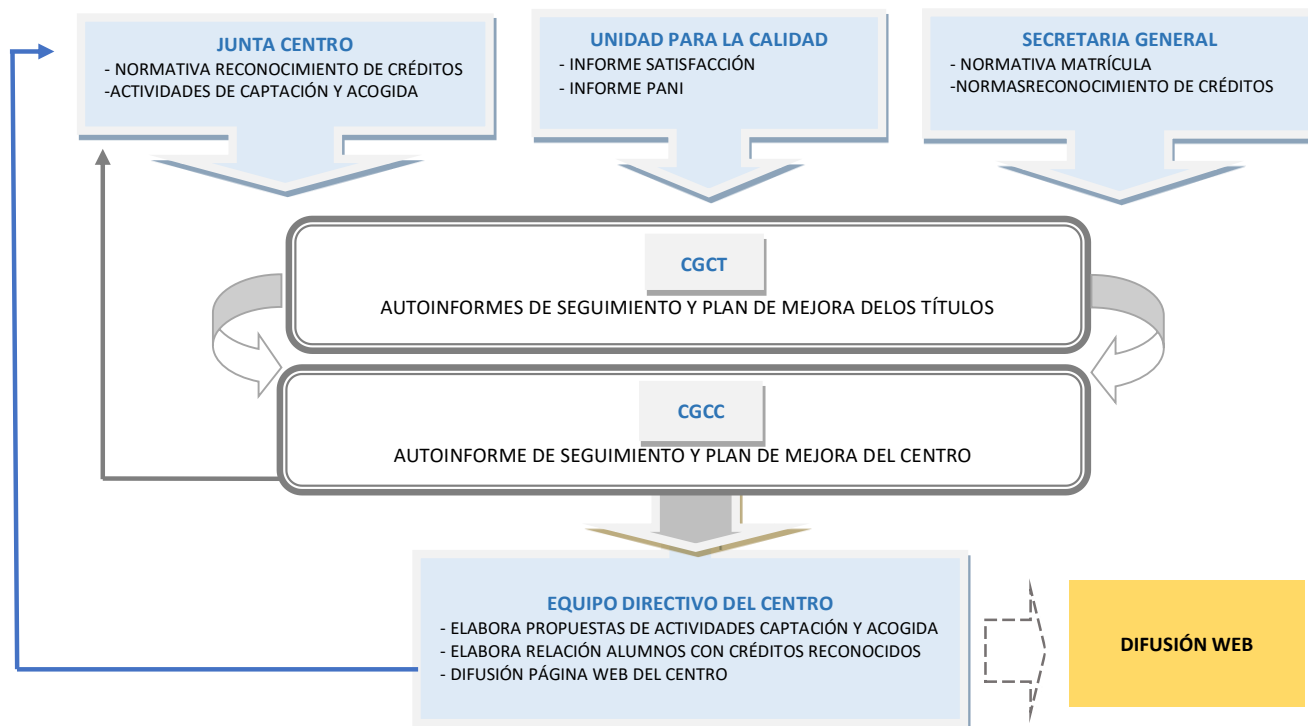 JUNTA CENTRO
- NORMATIVA RECONOCIMIENTO DE CRÉDITOS
-ACTIVIDADES DE CAPTACIÓN Y ACOGIDA
UNIDAD PARA LA CALIDAD
- INFORME SATISFACCIÓN
- INFORME PANI
SECRETARIA GENERAL
- NORMATIVA MATRÍCULA
-NORMASRECONOCIMIENTO DE CRÉDITOS
CGCT
AUTOINFORMES DE SEGUIMIENTO Y PLAN DE MEJORA DELOS TÍTULOS
CGCC
AUTOINFORME DE SEGUIMIENTO Y PLAN DE MEJORA DEL CENTRO
EQUIPO DIRECTIVO DEL CENTRO
- ELABORA PROPUESTAS DE ACTIVIDADES CAPTACIÓN Y ACOGIDA
- ELABORA RELACIÓN ALUMNOS CON CRÉDITOS RECONOCIDOS
- DIFUSIÓN PÁGINA WEB DEL CENTRO
DIFUSIÓN WEB